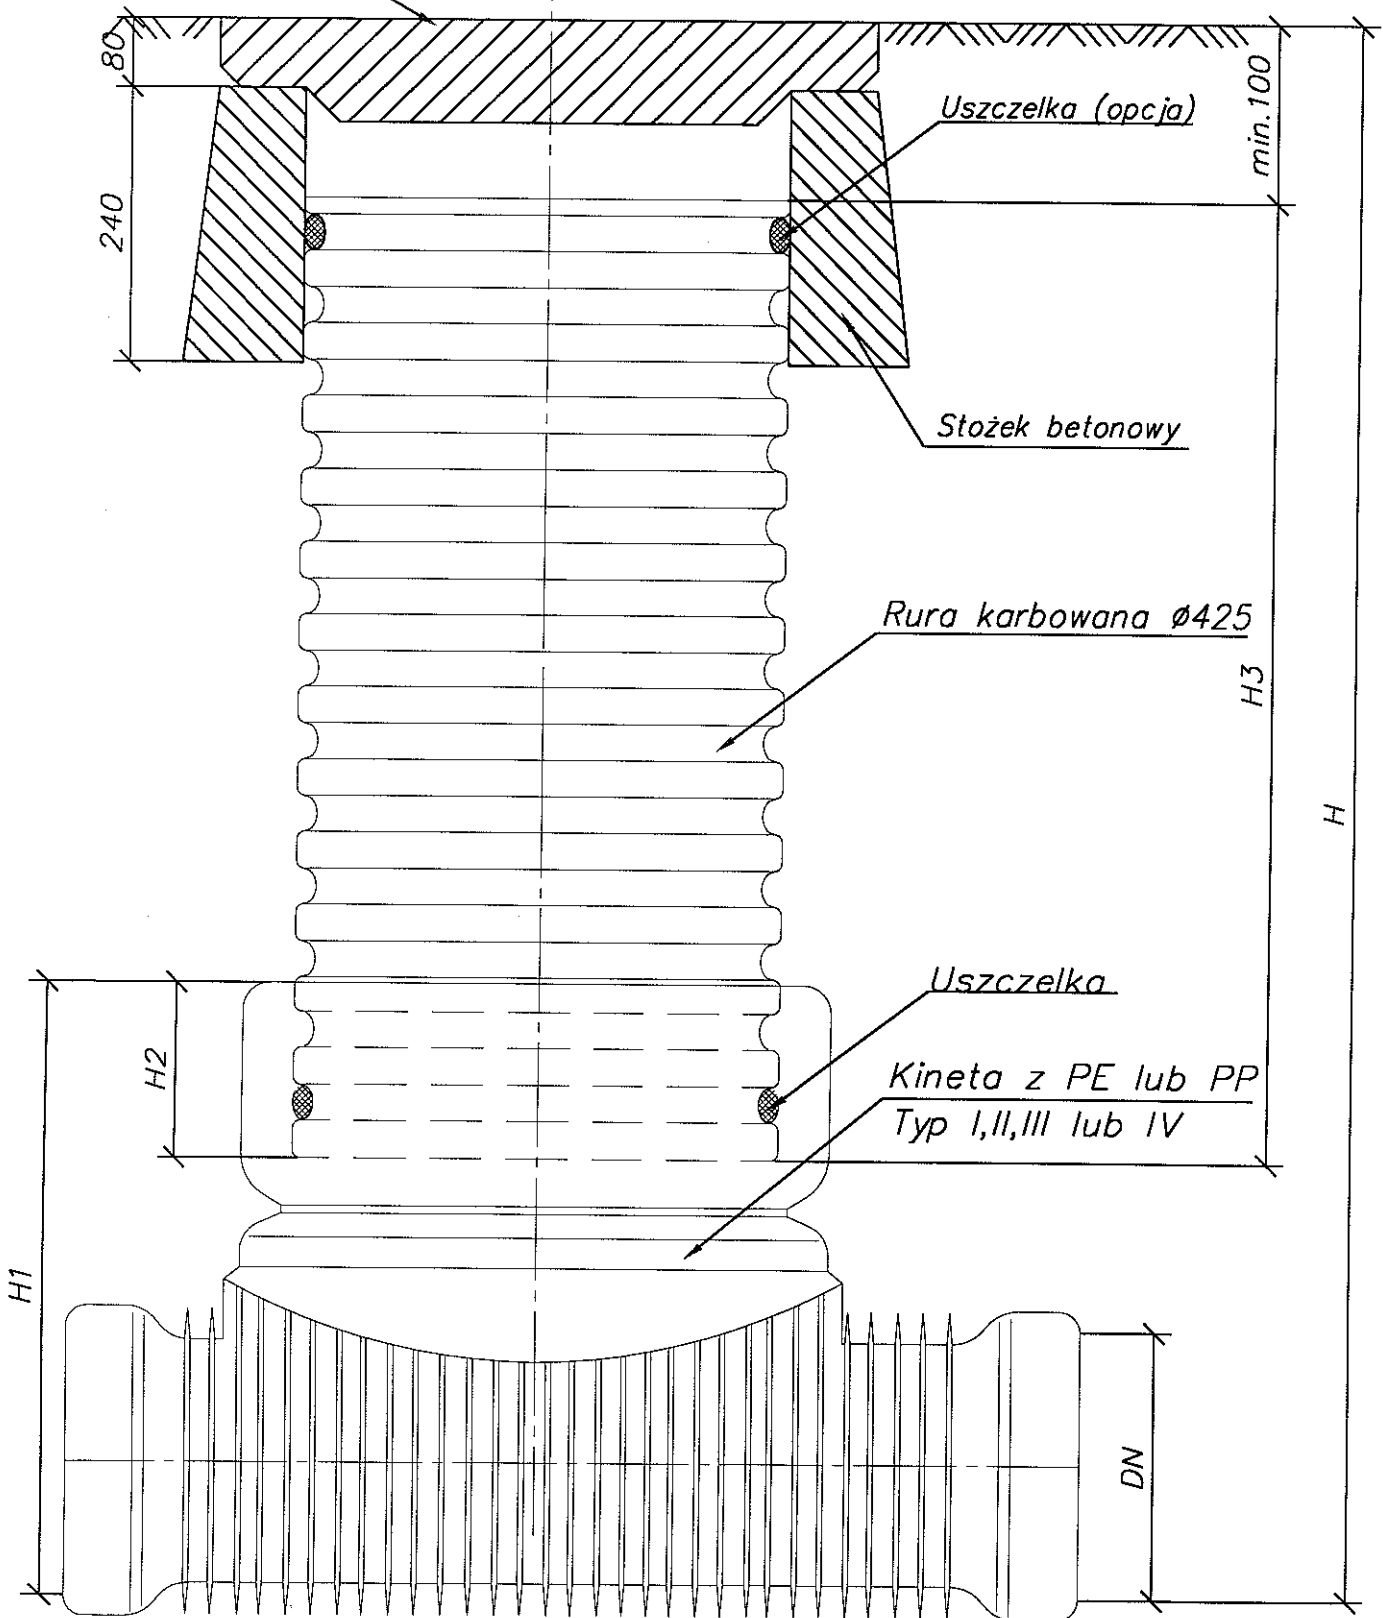 80
min.100
Uszczelka (opcja)
240
Stożek betonowy
Rura karbowana ø425
H3
H
Uszczelka
H2
Kineta z PE lub PP
Typ I,II,III lub IV
H1
DN